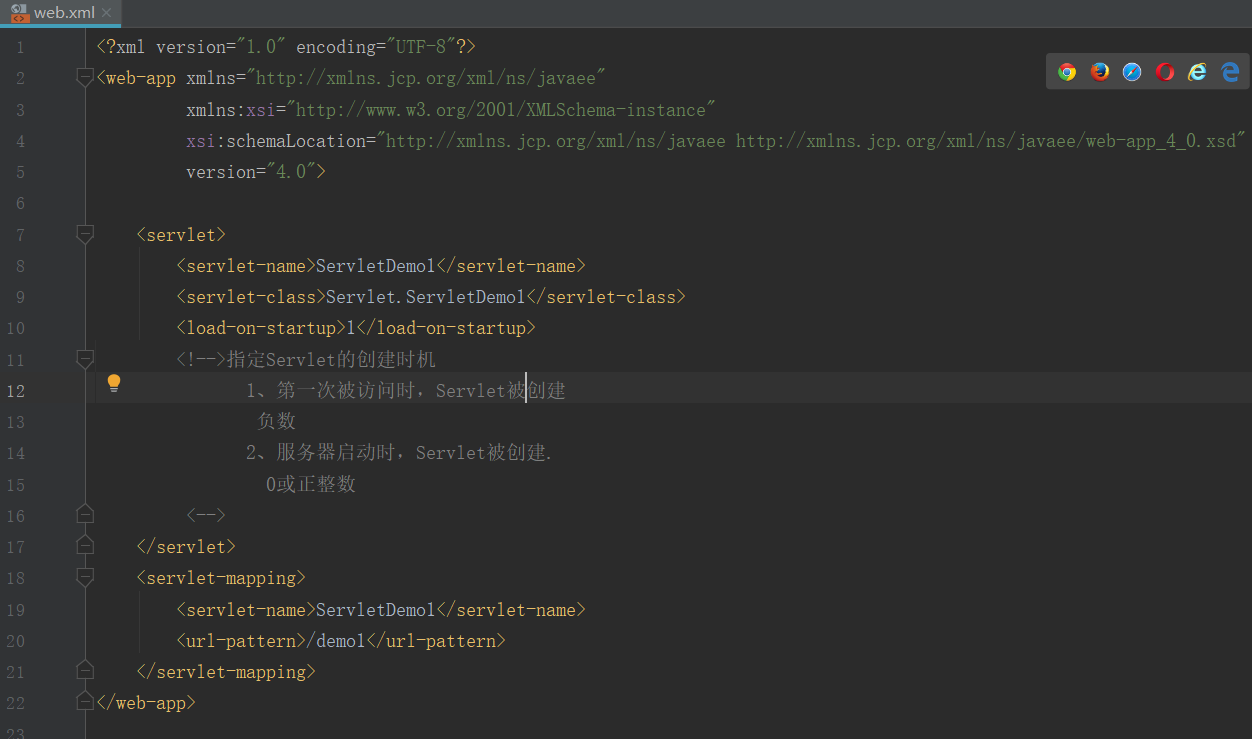 web.xml
1 <?xml version="1.0" encoding="UTF-8"?>
2 <web-app xmlns="http://xmlns.jcp.org/xml/ns/javaee"
3 xmlns:xsi="http://www.w3.org/2001/XMLSchema-instance"
4 xsi:schemaLocation="http://xmlns.jcp.org/xml/ns/javaee http://xmlns.jcp.org/xml/ns/javaee/web-app_4_0.xsd"
5 version="4.0">
6
7 <servlet>
8 <servlet-name>ServletDemo1</servlet-name>
9 <servlet-class>Servlet.ServletDemo1</servlet-class>
10 <load-on-startup>1</load-on-startup>
11 <!-->指定Servlet的创建时机
12 1、第一次被访问时，Servlet被创建
13 负数
14 2、服务器启动时，Servlet被创建.
15 0或正整数
16 <-->
17 </servlet>
18 <servlet-mapping>
19 <servlet-name>ServletDemo1</servlet-name>
20 <url-pattern>/demo1</url-pattern>
21 </servlet-mapping>
22 </web-app>
23